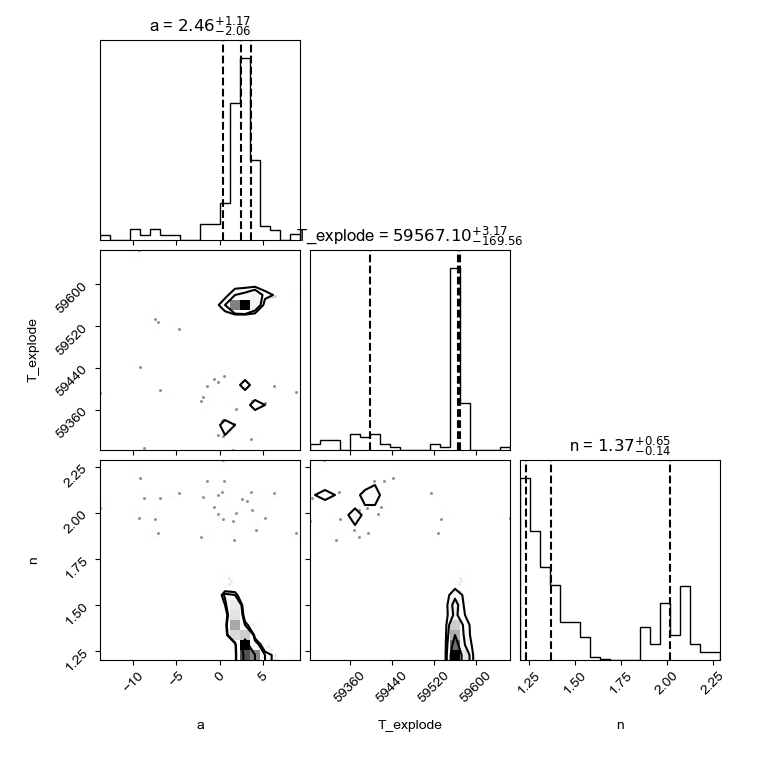 a = 2.46+1.17−2.06
T_explode = 59567.10+3.17−169.56
59600
59520
59440
59360
T_explode
n = 1.37+0.65−0.14
2.25
2.00
1.75
1.50
1.25
n
−10 −5 0 5
59360 59440 59520 59600
1.25 1.50 1.75 2.00 2.25
a T_explode n